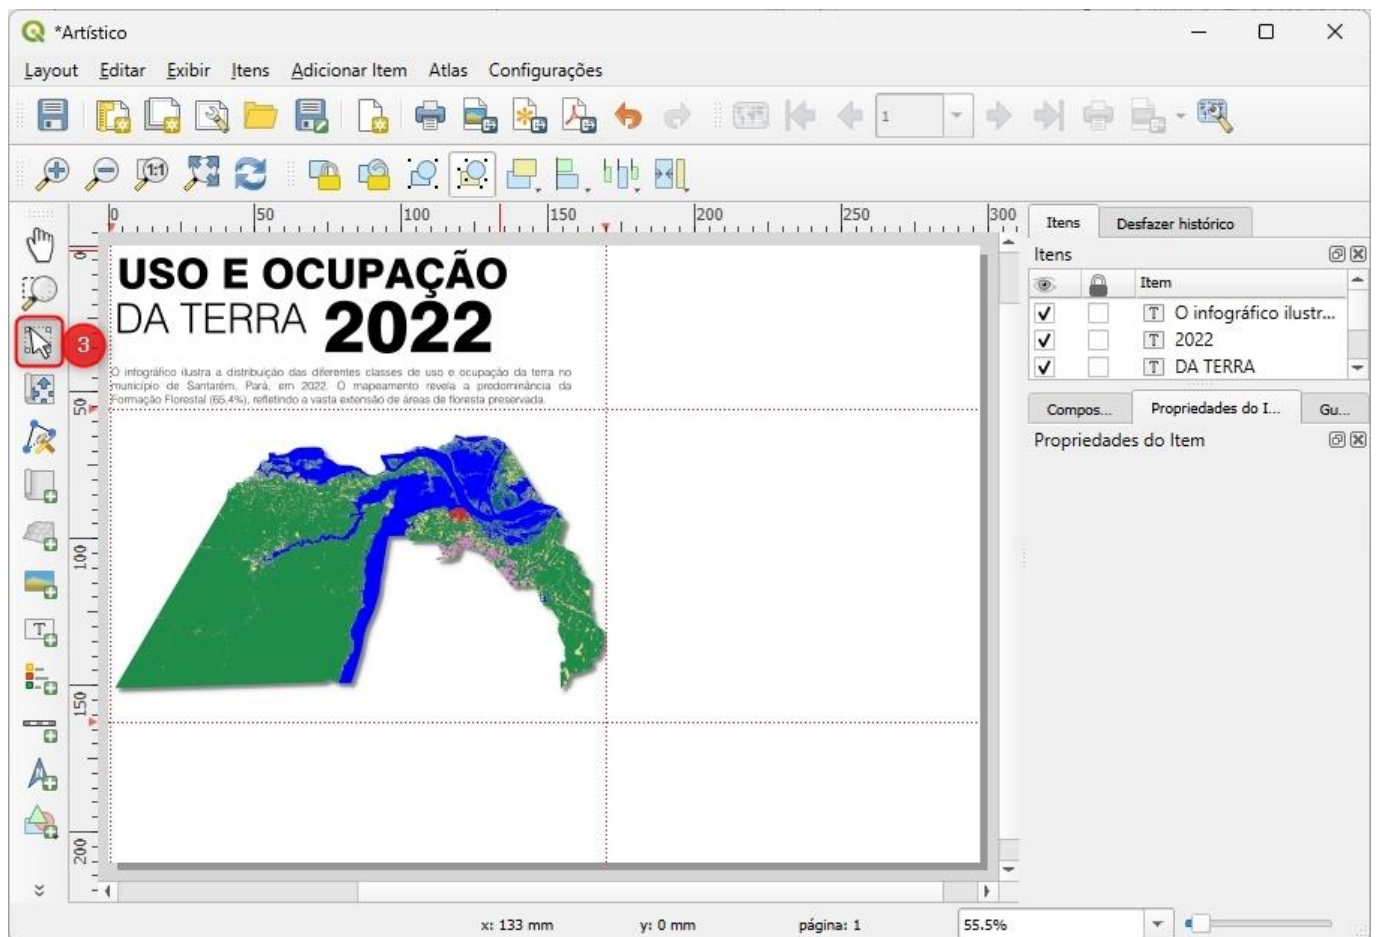 *Artístico
Layout Editar Exibir Itens Adicionar Item Atlas Configurações
1
1:1
0 50 100 150 200 250 300
Itens Desfazer histórico
Itens
Item
O infográfico ilustr...
2022
DA TERRA
Compos... Propriedades do I... Gu...
Propriedades do Item
3
0
50
100
150
200
USO E OCUPAÇÃO
DA TERRA 2022
O infográfico ilustra a distribuição das diferentes classes de uso e ocupação da terra no
município de Santarém, Pará, em 2022. O mapeamento revela a predominância da
Formação Florestal (65,4%), refletindo a vasta extensão de áreas de floresta preservada.
x: 133 mm y: 0 mm página: 1 55.5%